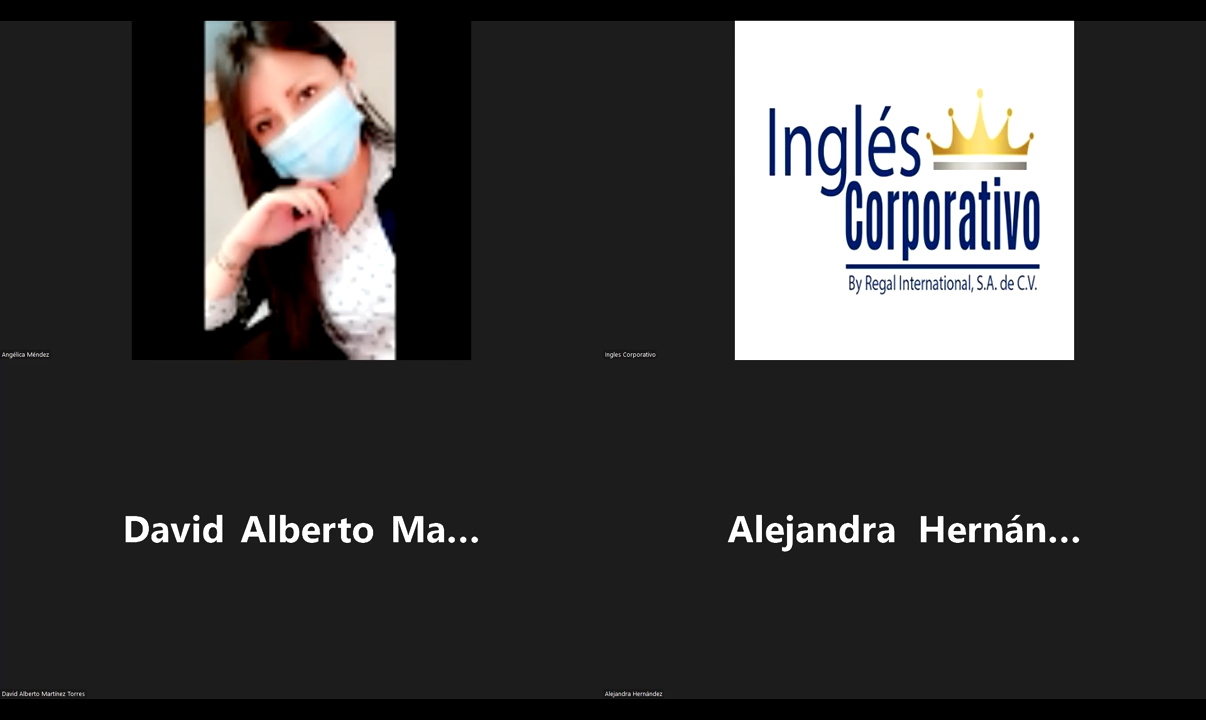 Inglés
Corporativo
By Regal International, S.A. de C.V.
Angélica Méndez
Ingles Corporativo
David Alberto Ma...
Alejandra Hernán...
David Alberto Martínez Torres
Alejandra Hernández